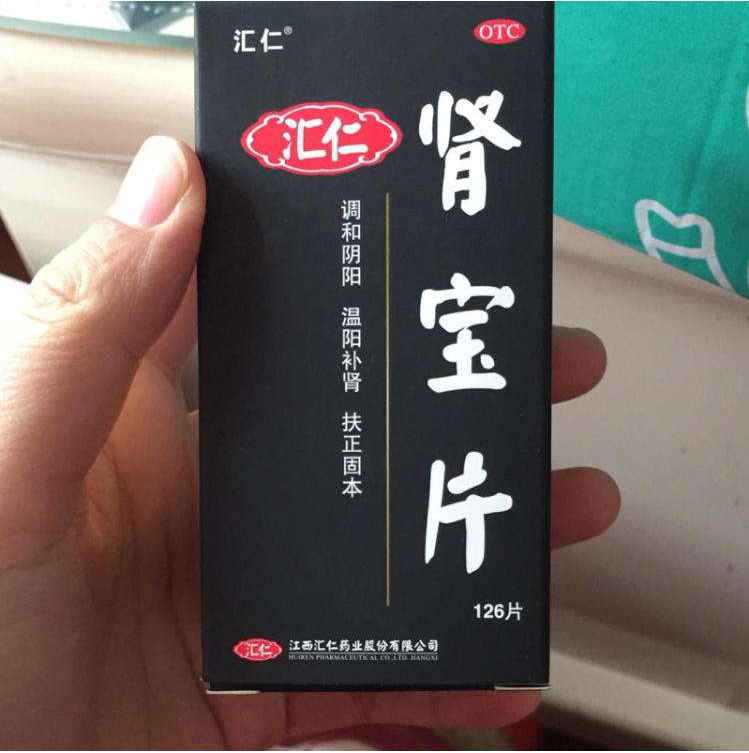 汇仁®
OTC
汇仁
肾宝片
调和阴阳 温阳补肾 扶正固本
126片
汇仁
江西汇仁药业股份有限公司
HUIREN PHARMACEUTICAL CO.,LTD. JIANGXI